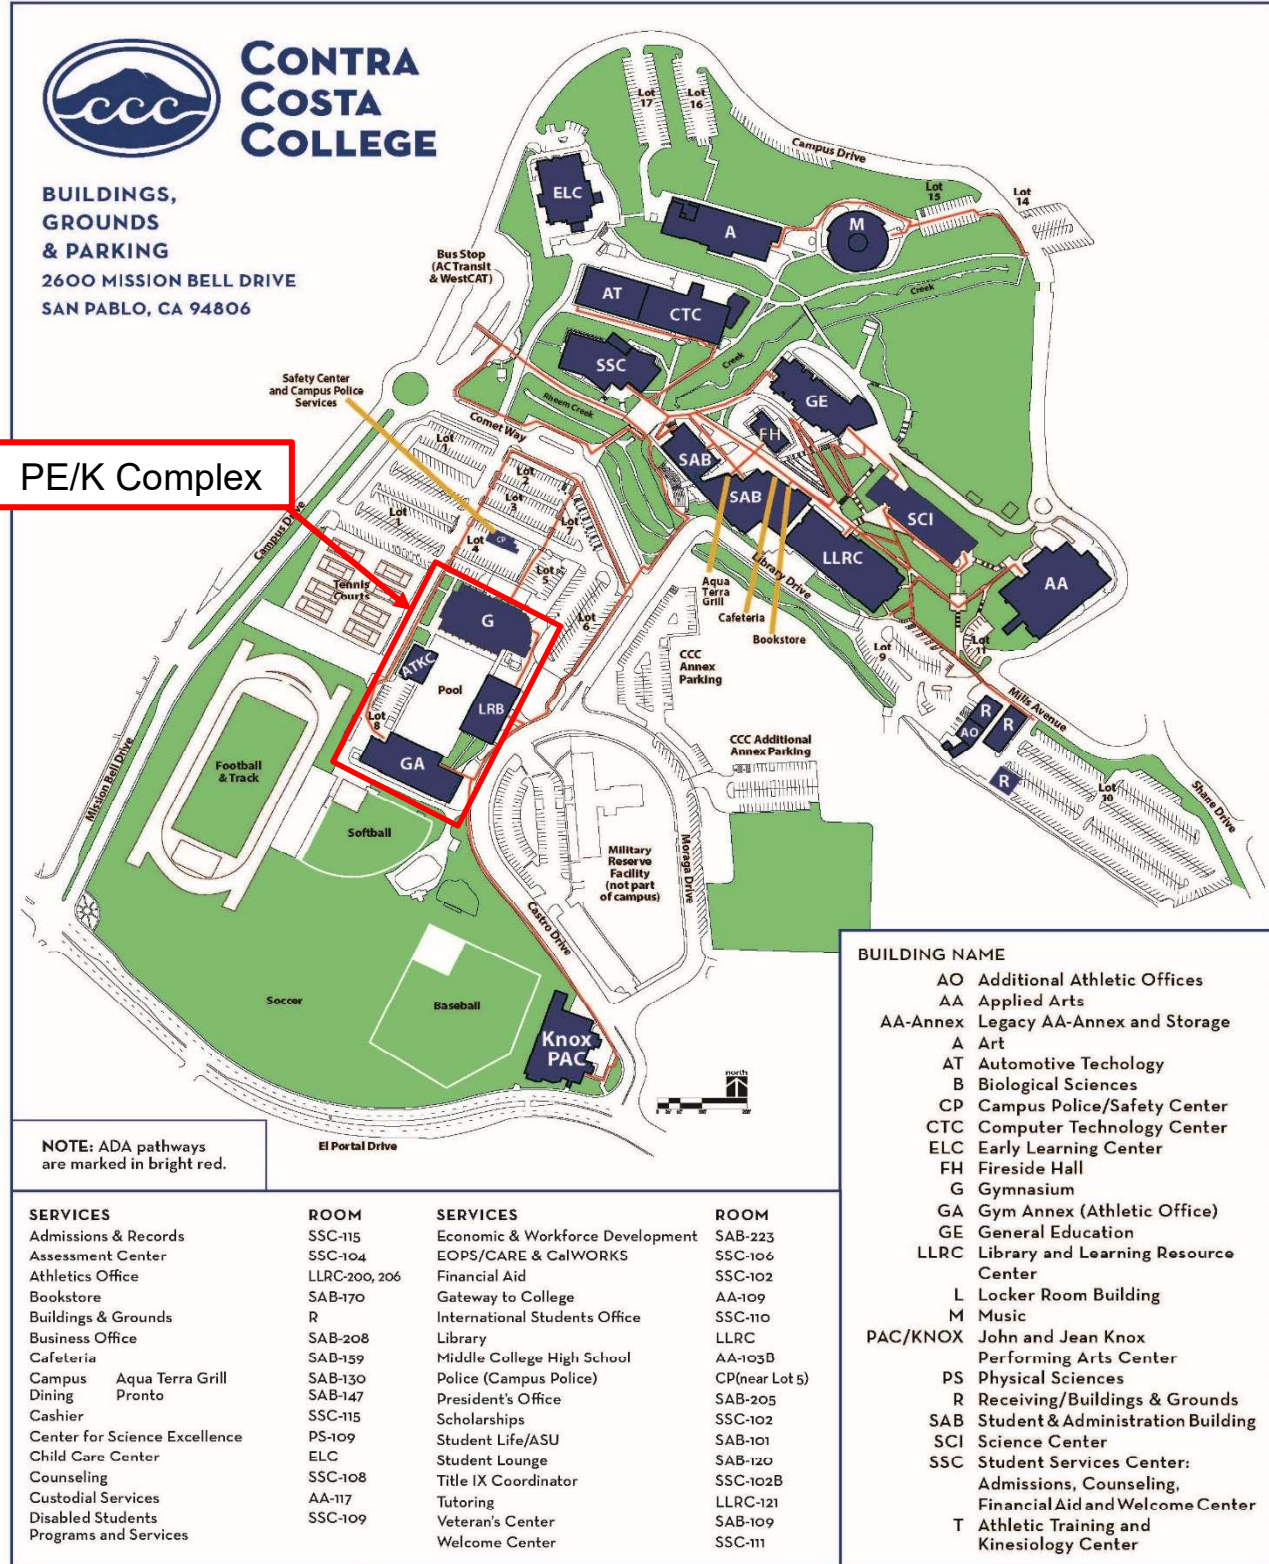 CONTRA
COSTA
COLLEGE
ccc
BUILDINGS,
GROUNDS
& PARKING
2600 MISSION BELL DRIVE
SAN PABLO, CA 94806
Lot
17
Lot
16
Campus Drive
Lot
15
Lot
14
ELC
A
M
Bus Stop
(AC Transit
& WestCAT)
AT
CTC
Creek
SSC
Creek
Rheem Creek
GE
FH
Safety Center
and Campus Police
Services
Comet Way
SAB
SAB
SCI
LLRC
AA
Library Drive
Aqua
Terra
Grill
Cafeteria
Bookstore
PE/K Complex
Lot
1
Lot
1
Lot
2
Lot
3
Lot
7
Lot
4
CP
Lot
5
Lot
6
Campus Drive
Tennis
Courts
G
ATKC
Pool
LRB
Lot
8
GA
CCC
Annex
Parking
Lot
9
Lot
11
Mills Avenue
R
AO
R
R
Lot
10
Shane Drive
CCC Additional
Annex Parking
Mission Bell Drive
Football
& Track
Softball
Military
Reserve
Facility
(not part
of campus)
Moraga Drive
Castro Drive
Soccer
Baseball
Knox
PAC
north
El Portal Drive
NOTE: ADA pathways
are marked in bright red.
BUILDING NAME
AO Additional Athletic Offices
AA Applied Arts
AA-Annex Legacy AA-Annex and Storage
A Art
AT Automotive Techology
B Biological Sciences
CP Campus Police/Safety Center
CTC Computer Technology Center
ELC Early Learning Center
FH Fireside Hall
G Gymnasium
GA Gym Annex (Athletic Office)
GE General Education
LLRC Library and Learning Resource
Center
L Locker Room Building
M Music
PAC/KNOX John and Jean Knox
Performing Arts Center
PS Physical Sciences
R Receiving/Buildings & Grounds
SAB Student & Administration Building
SCI Science Center
SSC Student Services Center:
Admissions, Counseling,
Financial Aid and Welcome Center
T Athletic Training and
Kinesiology Center
SERVICES ROOM
Admissions & Records SSC-115
Assessment Center SSC-104
Athletics Office LLRC-200, 206
Bookstore SAB-170
Buildings & Grounds R
Business Office SAB-208
Cafeteria SAB-159
Campus Aqua Terra Grill SAB-130
Dining Pronto SAB-147
Cashier SSC-115
Center for Science Excellence PS-109
Child Care Center ELC
Counseling SSC-108
Custodial Services AA-117
Disabled Students SSC-109
Programs and Services
SERVICES ROOM
Economic & Workforce Development SAB-223
EOPS/CARE & CalWORKS SSC-106
Financial Aid SSC-102
Gateway to College AA-109
International Students Office SSC-110
Library LLRC
Middle College High School AA-103B
Police (Campus Police) CP(near Lot 5)
President's Office SAB-205
Scholarships SSC-102
Student Life/ASU SAB-101
Student Lounge SAB-120
Title IX Coordinator SSC-102B
Tutoring LLRC-121
Veteran's Center SAB-109
Welcome Center SSC-111